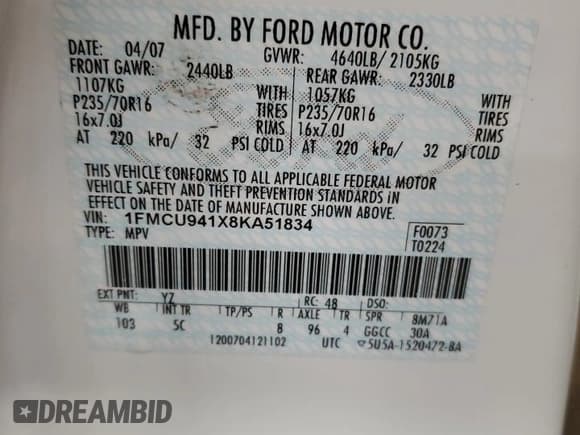 MFD. BY FORD MOTOR CO.
DATE: 04/07 GVWR: 4640LB/ 2105KG
FRONT GAWR: 2440LB REAR GAWR: 2330LB
1107KG 1057KG WITH
P235/70R16 WITH TIRES P235/70R16 TIRES
16x7.0J RIMS 16x7.0J RIMS
AT 220 kPa/ 32 PSI COLD AT 220 kPa/ 32 PSI COLD
THIS VEHICLE CONFORMS TO ALL APPLICABLE FEDERAL MOTOR
VEHICLE SAFETY AND THEFT PREVENTION STANDARDS IN
EFFECT ON THE DATE OF MANUFACTURE SHOWN ABOVE.
VIN: 1FMCU941X8KA51834 F0073
TYPE: MPV T0224
EXT PNT: YZ RC: 48 DSO:
WB INT TR TP/PS R AXLE TR SPR 8M71A
103 5C 8 96 4 GGCC 30A
1200704121102 UTC 5U5A-1520472-BA
DREAMBID